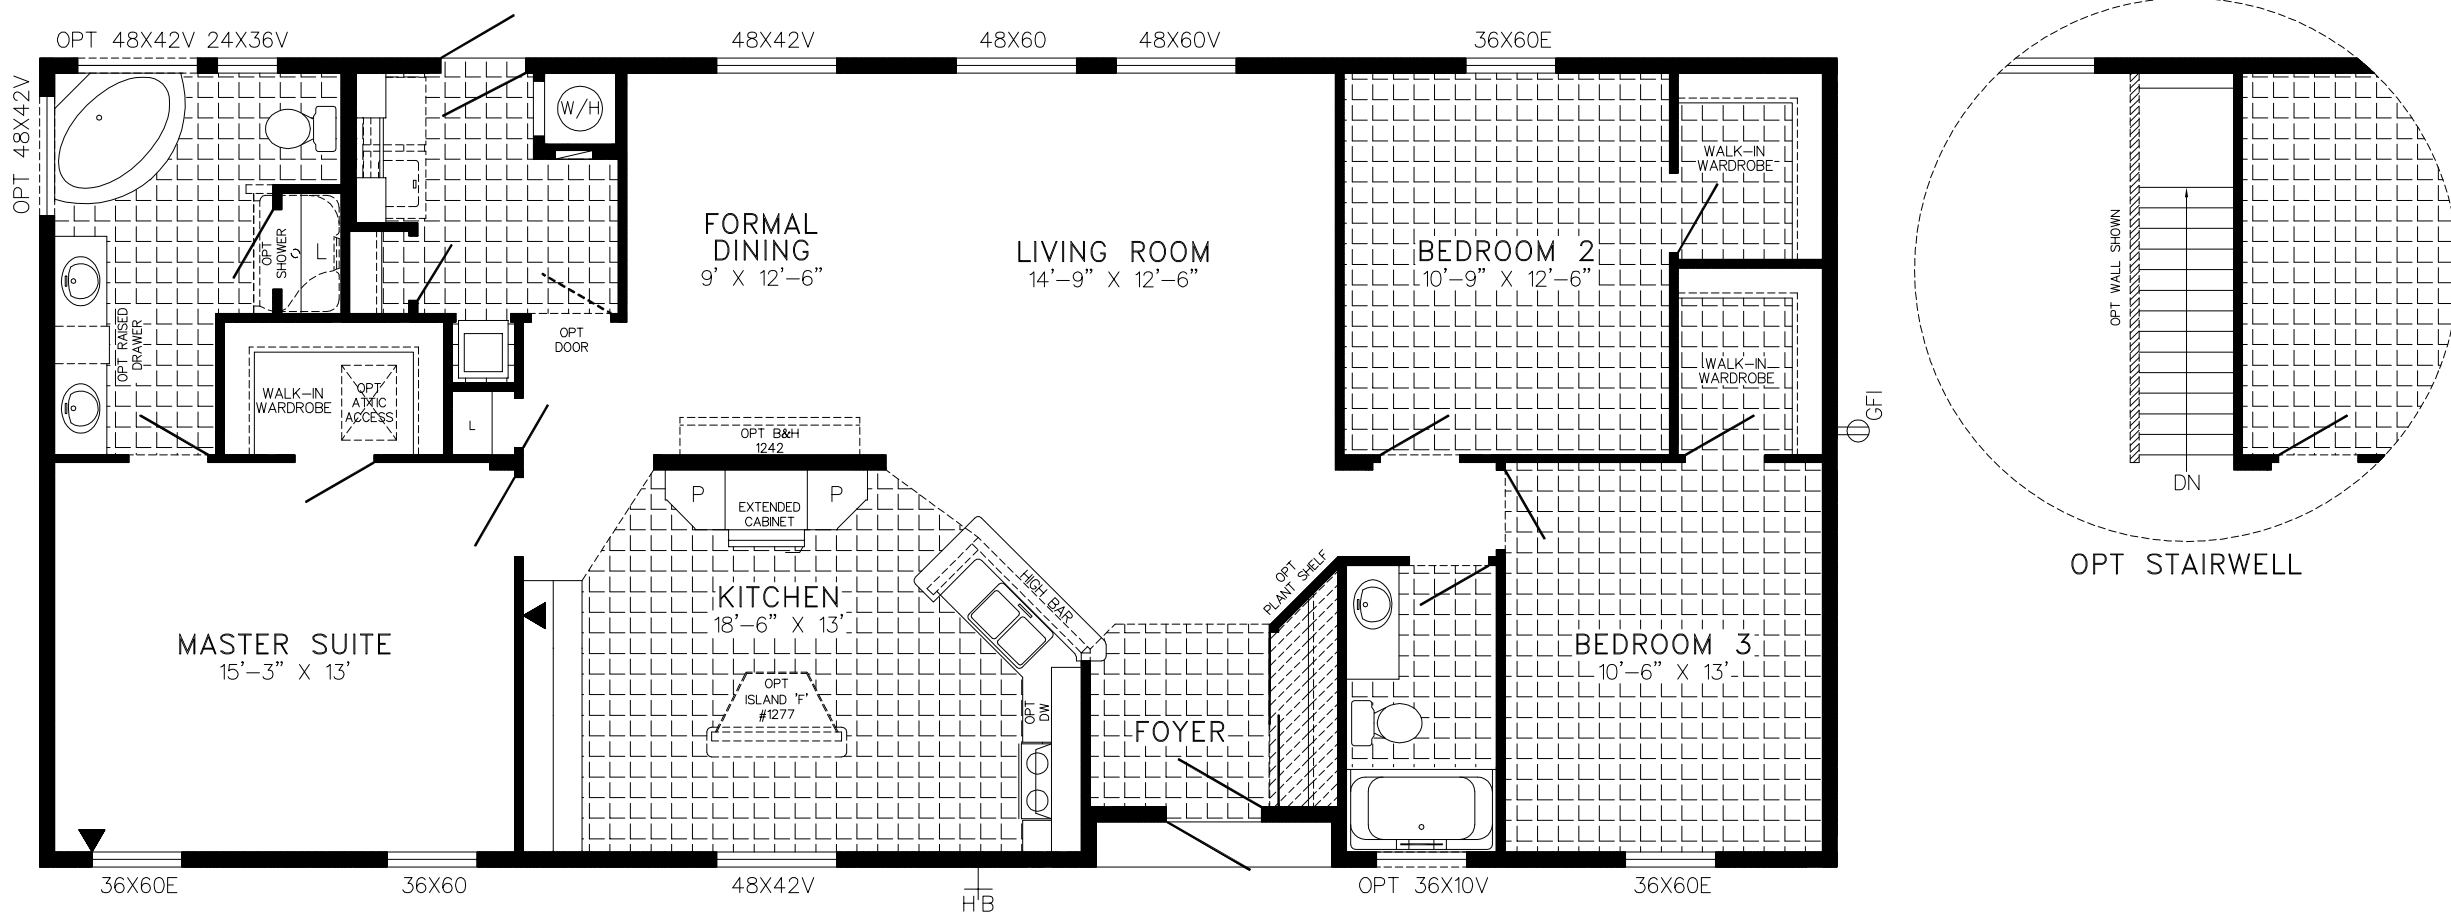 OPT 48X42V 24X36V
48X42V
48X60
48X60V
36X60E
OPT 48X42V
W/H
WALK-IN
WARDROBE
FORMAL
DINING
9' X 12'-6"
LIVING ROOM
14'-9" X 12'-6"
BEDROOM 2
10'-9" X 12'-6"
OPT
SHOWER
L
OPT RAISED
DRAWER
OPT
DOOR
WALK-IN
WARDROBE
OPT
ATTIC
ACCESS
L
WALK-IN
WARDROBE
GFI
OPT B&H
1242
P
EXTENDED
CABINET
P
OPT WALL SHOWN
DN
OPT STAIRWELL
KITCHEN
18'-6" X 13'
HIGH BAR
OPT
PLANT SHELF
MASTER SUITE
15'-3" X 13'
BEDROOM 3
10'-6" X 13'
OPT
ISLAND 'F'
#1277
OPT
DW
FOYER
36X60E
36X60
48X42V
HB
OPT 36X10V
36X60E